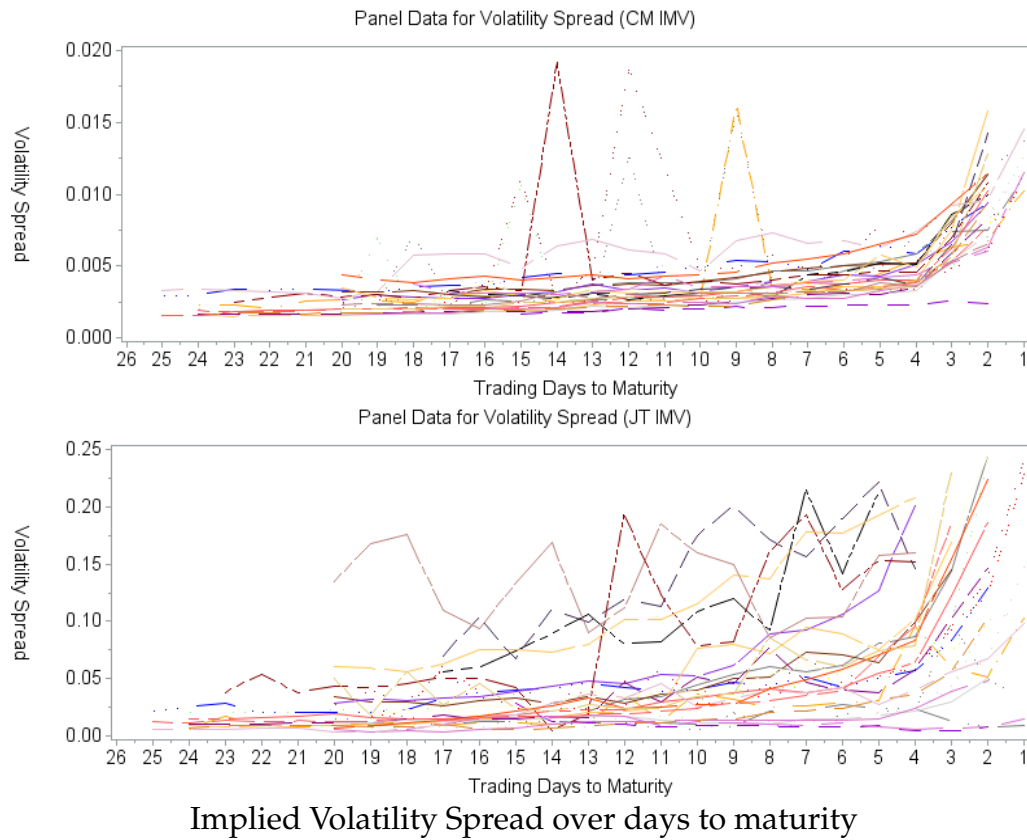 Panel Data for Volatility Spread (CM IMV)
0.020
0.015
0.010
0.005
0.000
Volatility Spread
26 25 24 23 22 21 20 19 18 17 16 15 14 13 12 11 10 9 8 7 6 5 4 3 2 1
Trading Days to Maturity
Panel Data for Volatility Spread (JT IMV)
0.25
0.20
0.15
0.10
0.05
0.00
Volatility Spread
26 25 24 23 22 21 20 19 18 17 16 15 14 13 12 11 10 9 8 7 6 5 4 3 2 1
Trading Days to Maturity
Implied Volatility Spread over days to maturity